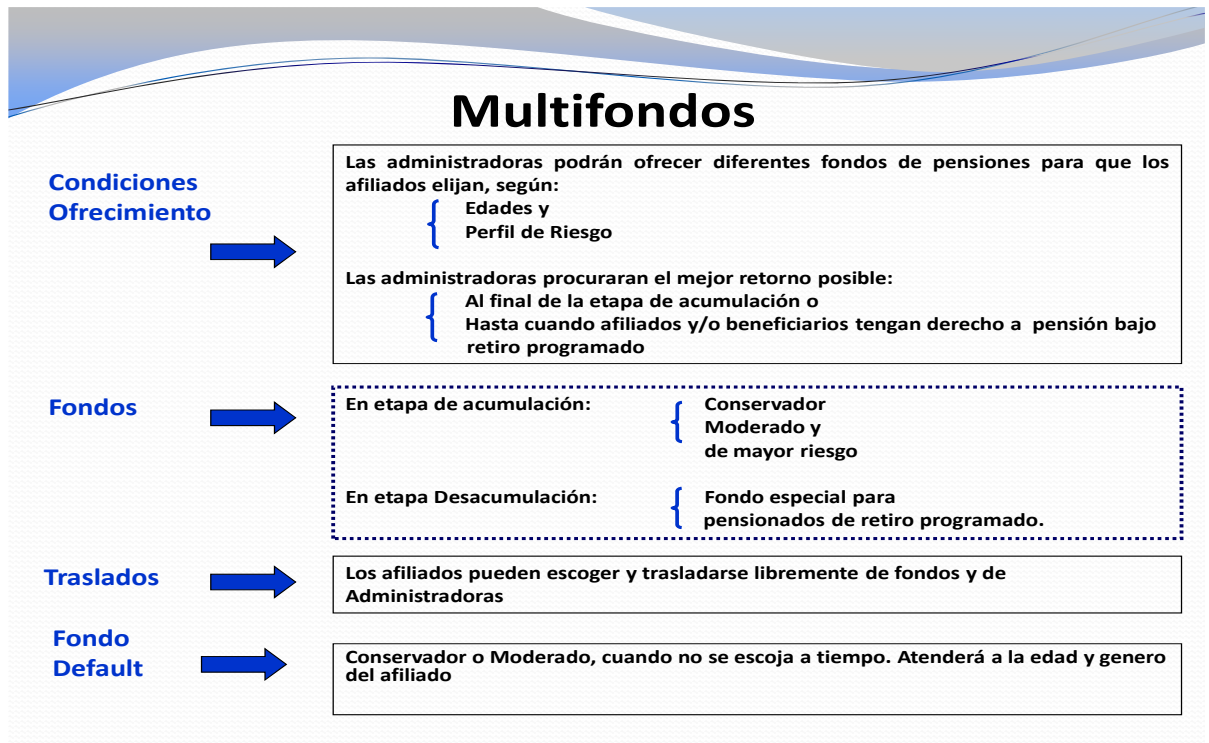 Multifondos
Condiciones
Ofrecimiento
Las administradoras podrán ofrecer diferentes fondos de pensiones para que los
afiliados elijan, según:
Edades y
Perfil de Riesgo
Las administradoras procuraran el mejor retorno posible:
Al final de la etapa de acumulación o
Hasta cuando afiliados y/o beneficiarios tengan derecho a pensión bajo
retiro programado
Fondos
En etapa de acumulación:
Conservador
Moderado y
de mayor riesgo
En etapa Desacumulación:
Fondo especial para
pensionados de retiro programado.
Traslados
Los afiliados pueden escoger y trasladarse libremente de fondos y de
Administradoras
Fondo
Default
Conservador o Moderado, cuando no se escoja a tiempo. Atenderá a la edad y genero
del afiliado